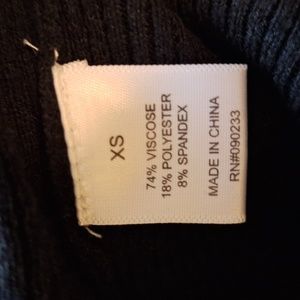 XS
74% VISCOSE
18% POLYESTER
8% SPANDEX
MADE IN CHINA
RN#090233